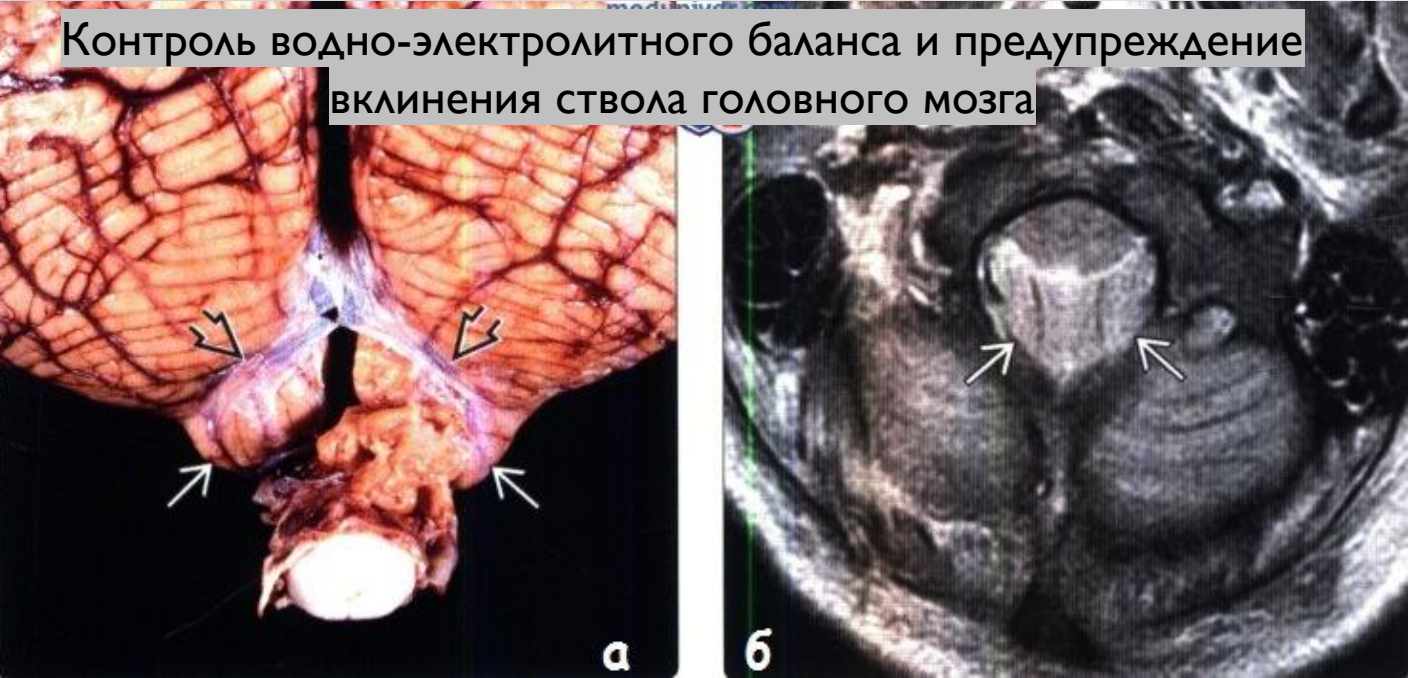 Контроль водно-электролитного баланса и предупреждение
вклинения ствола головного мозга
а
б